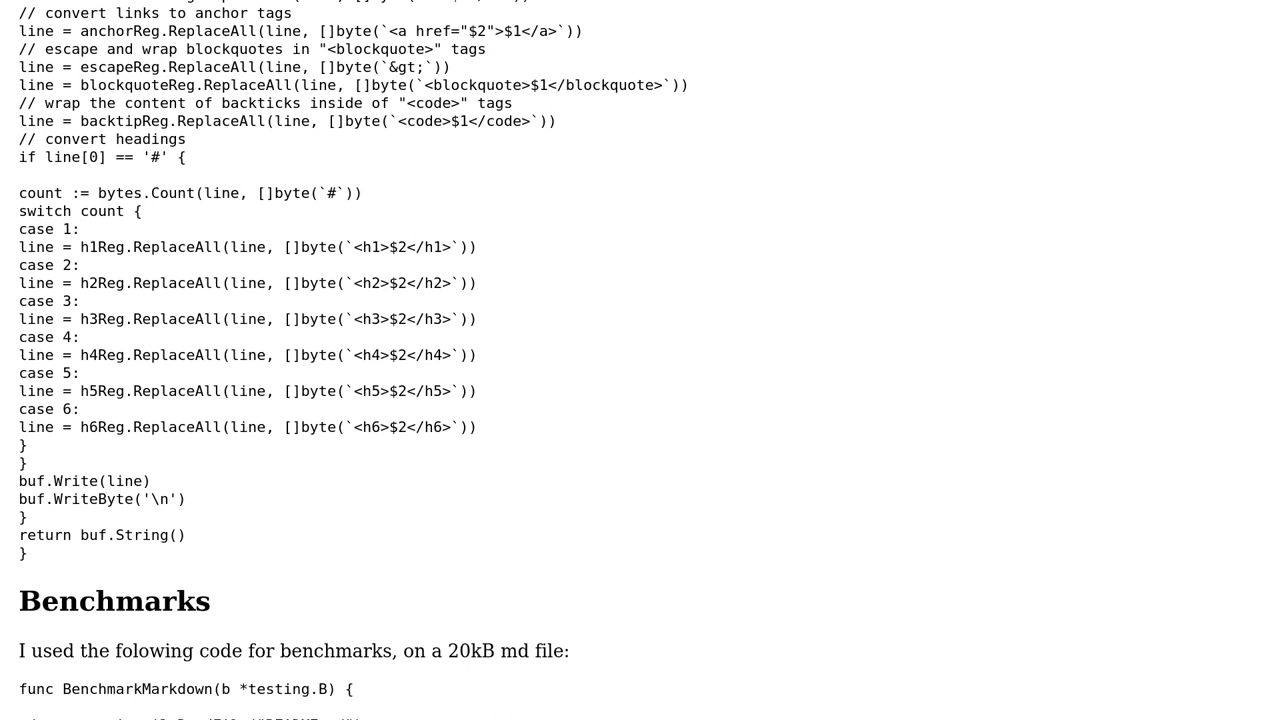 // convert links to anchor tags
line = anchorReg.ReplaceAll(line, []byte(`<a href="$2">$1</a>`))
// escape and wrap blockquotes in "<blockquote>" tags
line = escapeReg.ReplaceAll(line, []byte(`&gt;`))
line = blockquoteReg.ReplaceAll(line, []byte(`<blockquote>$1</blockquote>`))
// wrap the content of backticks inside of "<code>" tags
line = backtipReg.ReplaceAll(line, []byte(`<code>$1</code>`))
// convert headings
if line[0] == '#' {
count := bytes.Count(line, []byte(`#`))
switch count {
case 1:
line = h1Reg.ReplaceAll(line, []byte(`<h1>$2</h1>`))
case 2:
line = h2Reg.ReplaceAll(line, []byte(`<h2>$2</h2>`))
case 3:
line = h3Reg.ReplaceAll(line, []byte(`<h3>$2</h3>`))
case 4:
line = h4Reg.ReplaceAll(line, []byte(`<h4>$2</h4>`))
case 5:
line = h5Reg.ReplaceAll(line, []byte(`<h5>$2</h5>`))
case 6:
line = h6Reg.ReplaceAll(line, []byte(`<h6>$2</h6>`))
}
}
buf.Write(line)
buf.WriteByte('\n')
}
return buf.String()
}
Benchmarks
I used the folowing code for benchmarks, on a 20kB md file:
func BenchmarkMarkdown(b *testing.B) {